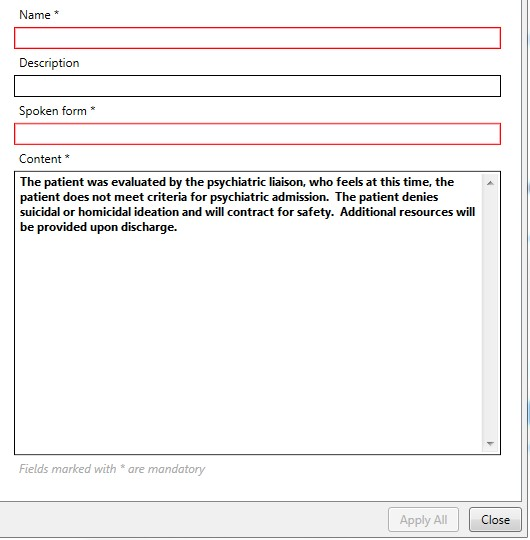 Name *
Description
Spoken form *
Content *
The patient was evaluated by the psychiatric liaison, who feels at this time, the
patient does not meet criteria for psychiatric admission.  The patient denies
suicidal or homicidal ideation and will contract for safety.  Additional resources will
be provided upon discharge.
Fields marked with * are mandatory
Apply All
Close